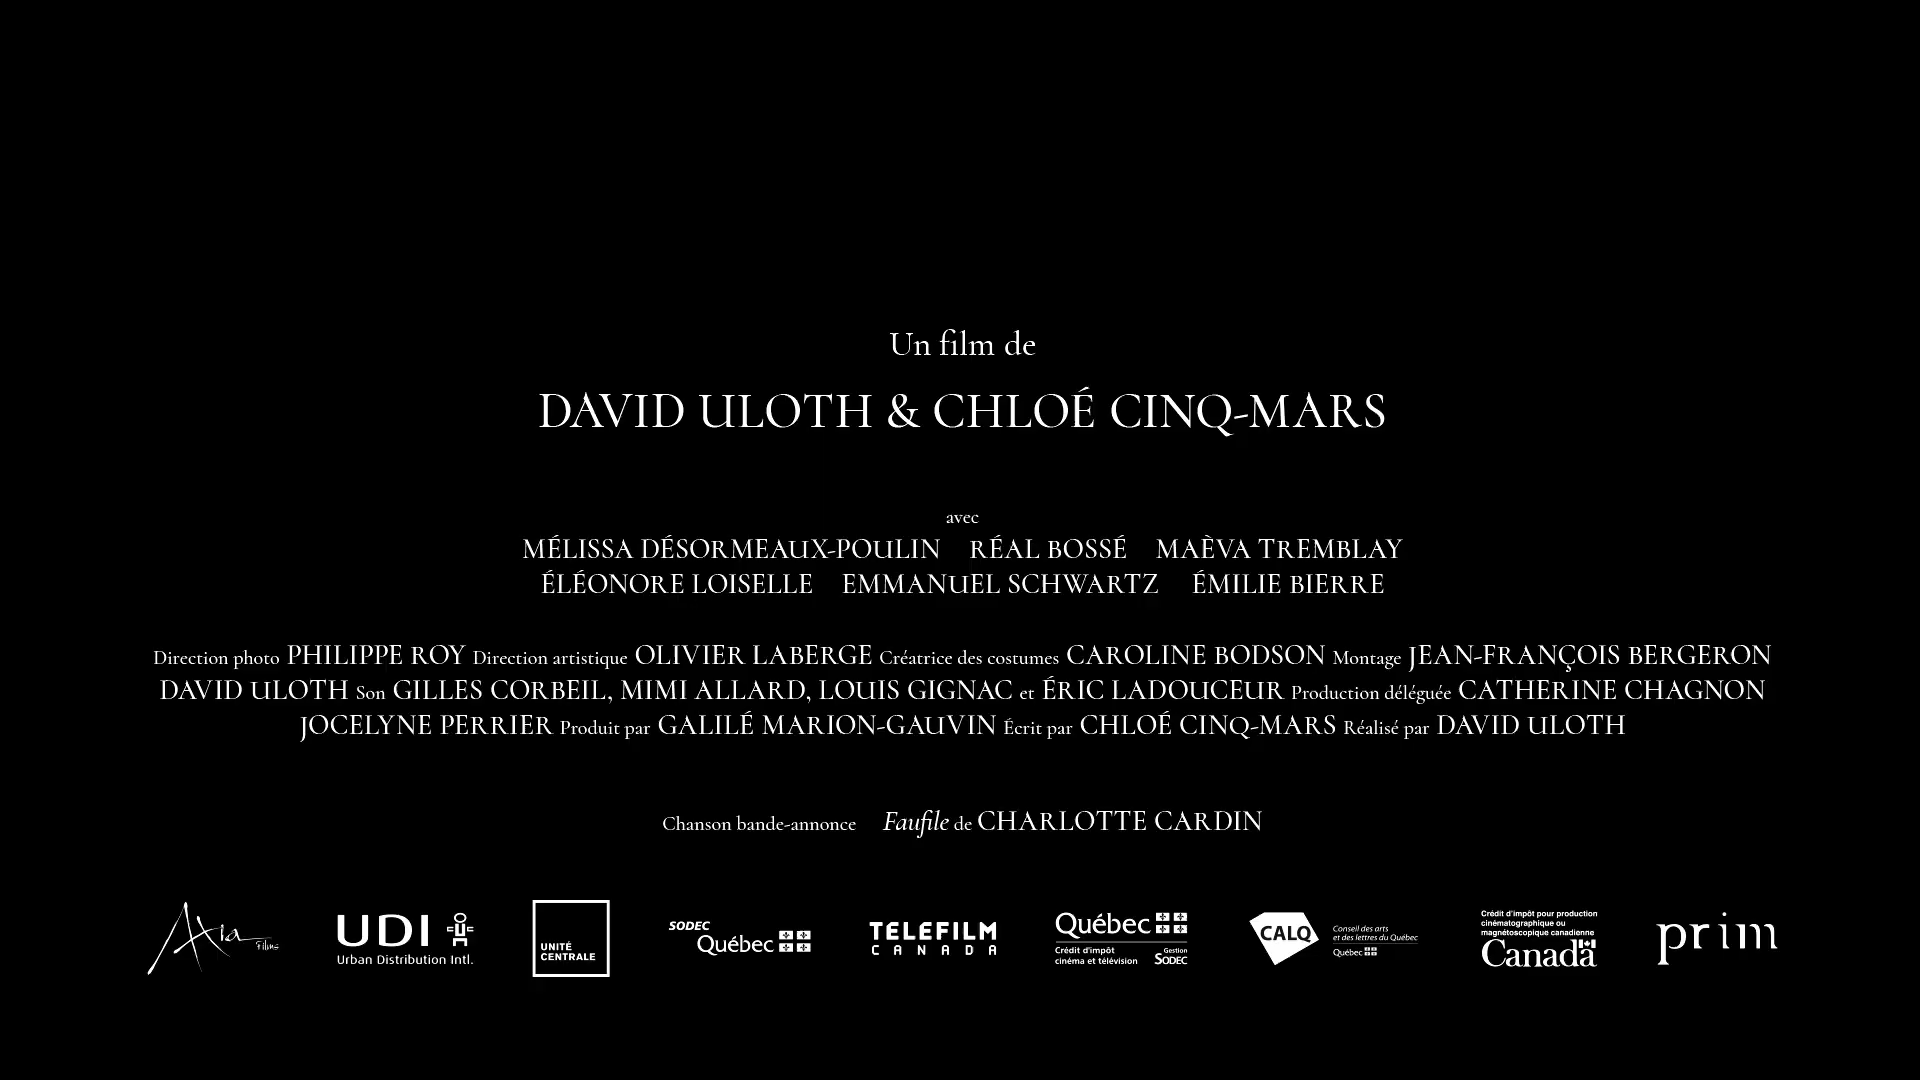 Un film de
DAVID ULOTH & CHLOÉ CINQ-MARS
avec
MÉLISSA DÉSORMEAUX-POULIN RÉAL BOSSÉ MAÈVA TREMBLAY
ÉLÉONORE LOISELLE EMMANUEL SCHWARTZ ÉMILIE BIERRE
Direction photo PHILIPPE ROY Direction artistique OLIVIER LABERGE Créatrice des costumes CAROLINE BODSON Montage JEAN-FRANÇOIS BERGERON
DAVID ULOTH Son GILLES CORBEIL, MIMI ALLARD, LOUIS GIGNAC et ÉRIC LADOUCEUR Production déléguée CATHERINE CHAGNON
JOCELYNE PERRIER Produit par GALILÉ MARION-GAUVIN Écrit par CHLOÉ CINQ-MARS Réalisé par DAVID ULOTH
Chanson bande-annonce Faufile de CHARLOTTE CARDIN
Axia
Films
UDI
Urban Distribution Intl.
UNITÉ
CENTRALE
SODEC
Québec
TELEFILM
CANADA
Québec
Crédit d'impôt
cinéma et télévision
Gestion
SODEC
CALQ
Conseil des arts
et des lettres du Québec
Québec
Crédit d'impôt pour production
cinématographique ou
magnétoscopique canadienne
Canada
prim